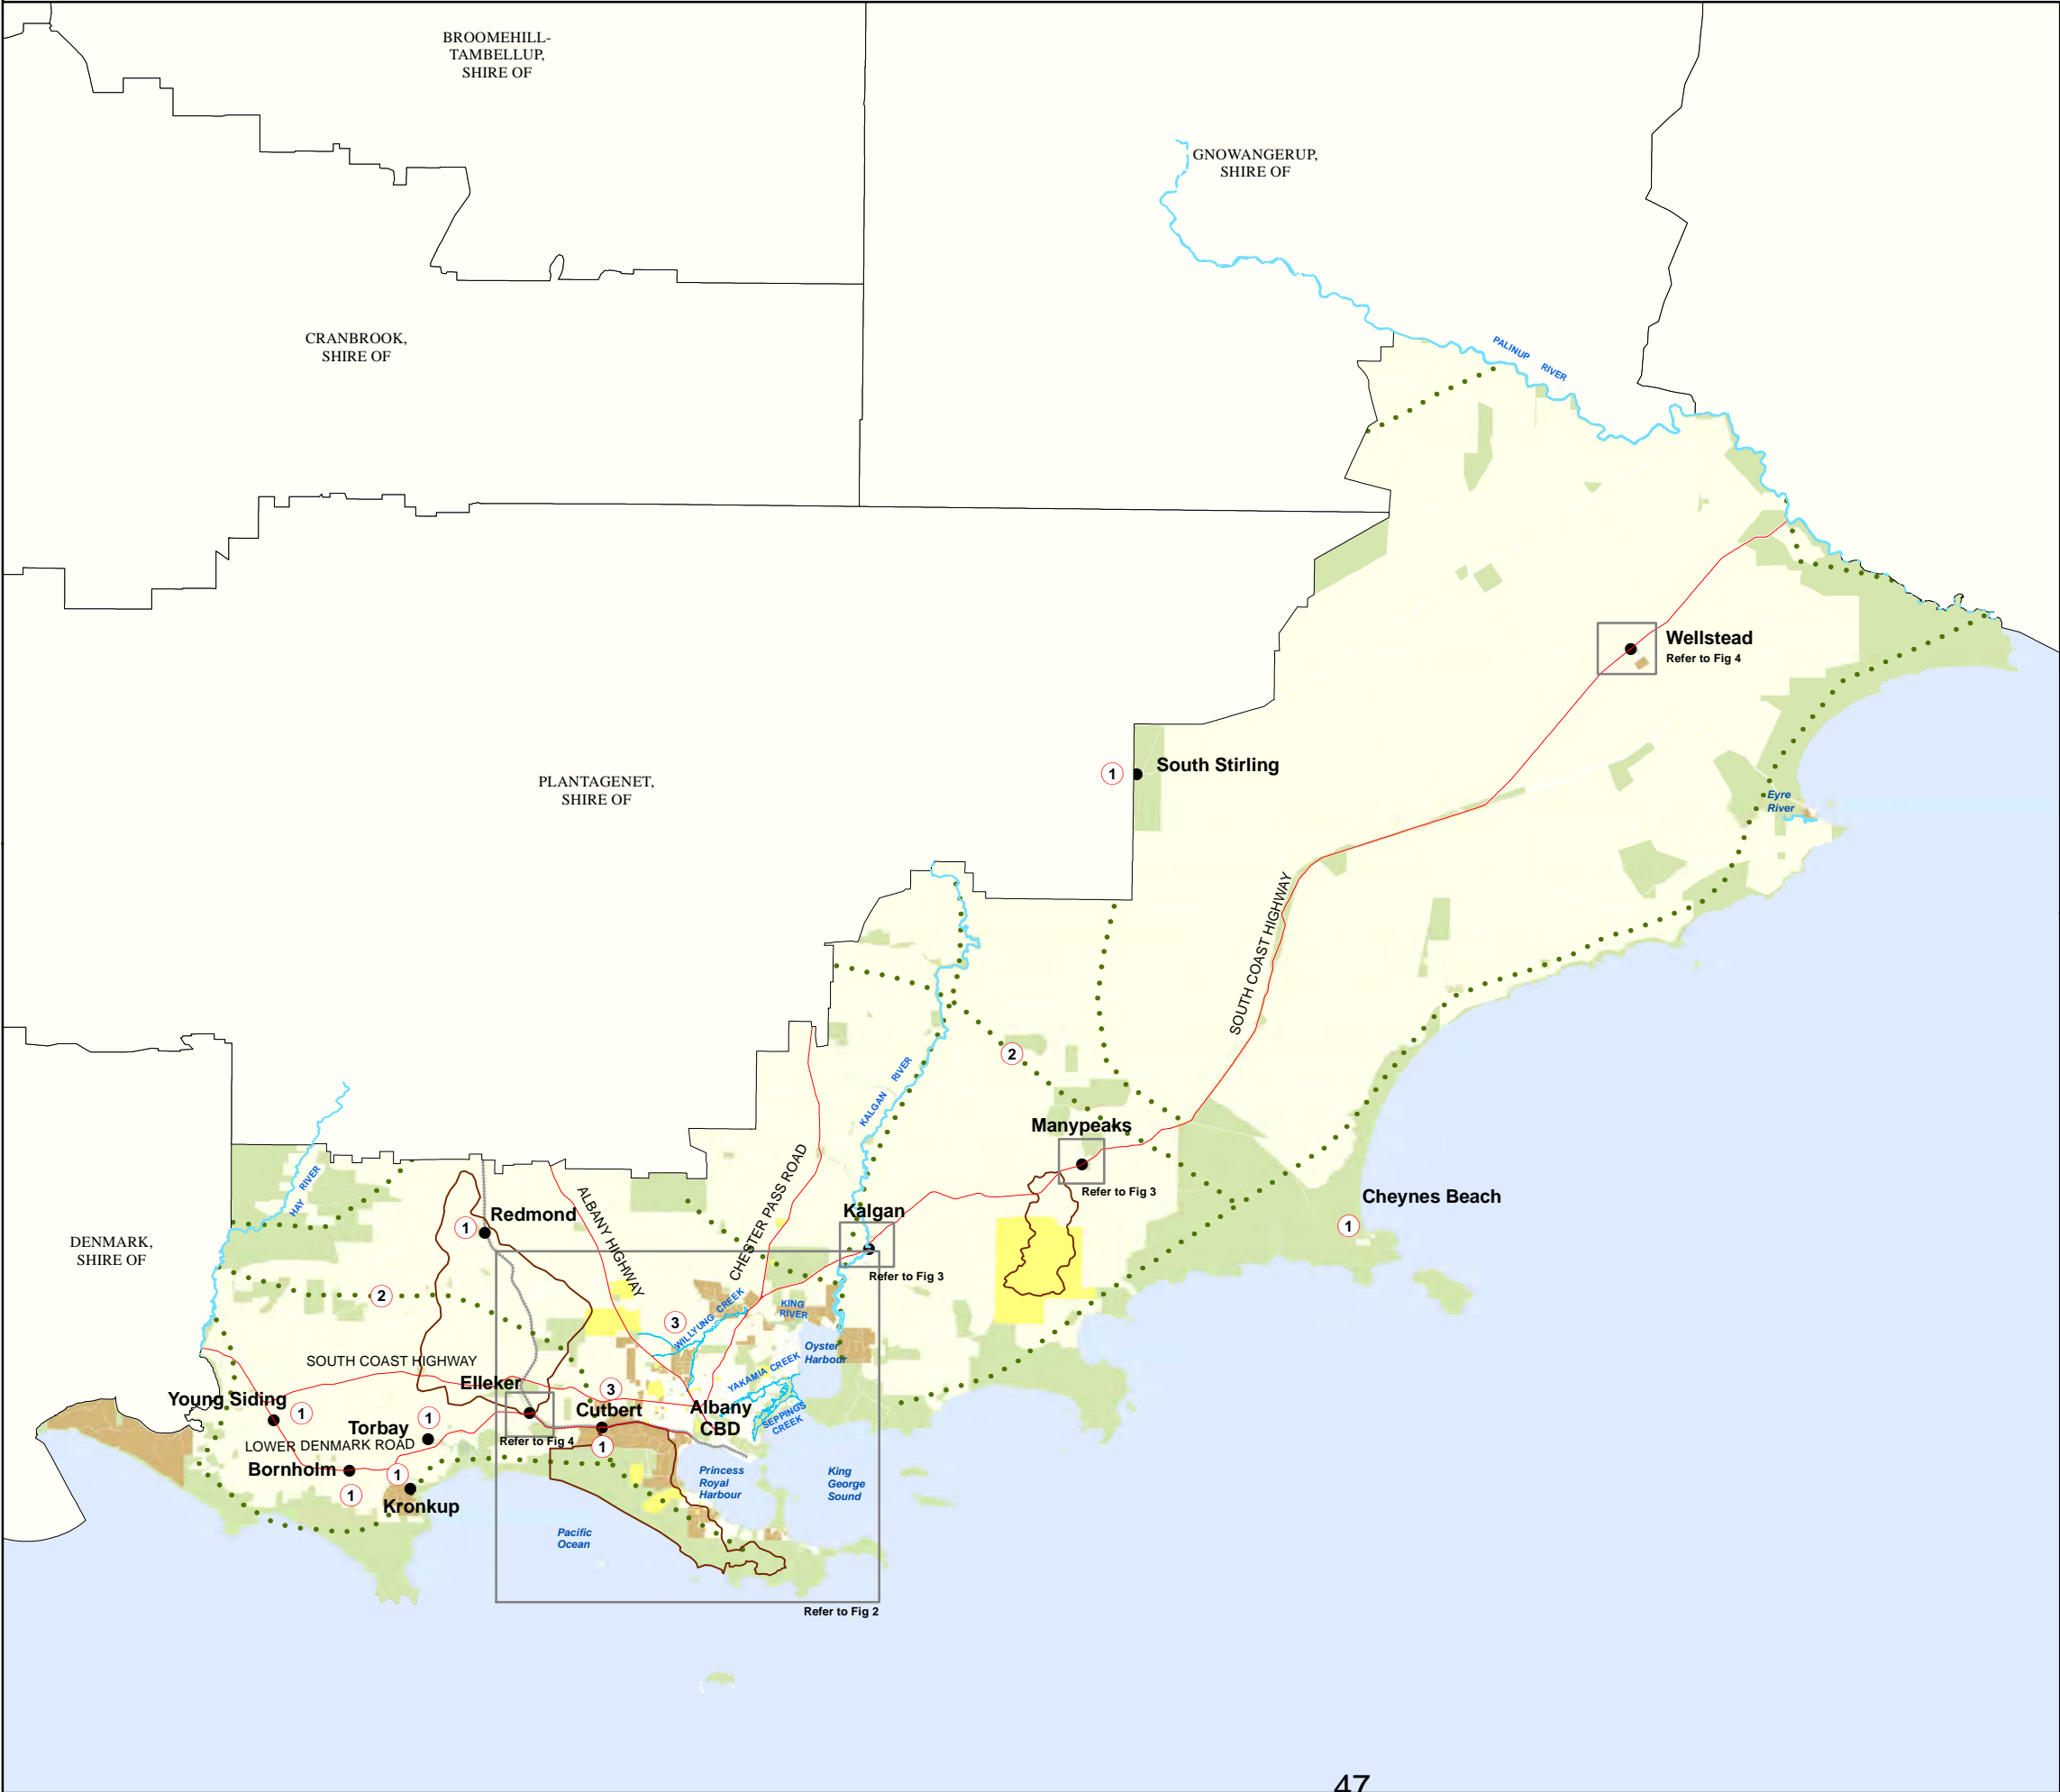 BROOMEHILL-
TAMBELLUP,
SHIRE OF
GNOWANGERUP,
SHIRE OF
CRANBROOK,
SHIRE OF
PALINUP RIVER
Wellstead
Refer to Fig 4
1
South Stirling
PLANTAGENET,
SHIRE OF
Eyre
River
SOUTH COAST HIGHWAY
2
KALGAN RIVER
Manypeaks
Refer to Fig 3
HAY RIVER
CHESTER PASS ROAD
ALBANY HIGHWAY
Cheynes Beach
1
Redmond
1
Kalgan
Refer to Fig 3
DENMARK,
SHIRE OF
2
3
WILLYUNG CREEK
KING
RIVER
Oyster
Harbour
SOUTH COAST HIGHWAY
YAKAMIA CREEK
Elleker
3
Young Siding
1
Torbay
1
Cutbert
Albany
CBD
SEPPINGS
CREEK
LOWER DENMARK ROAD
Refer to Fig 4
1
Bornholm
1
1
Kronkup
Princess
Royal
Harbour
King
George
Sound
Pacific
Ocean
Refer to Fig 2
47